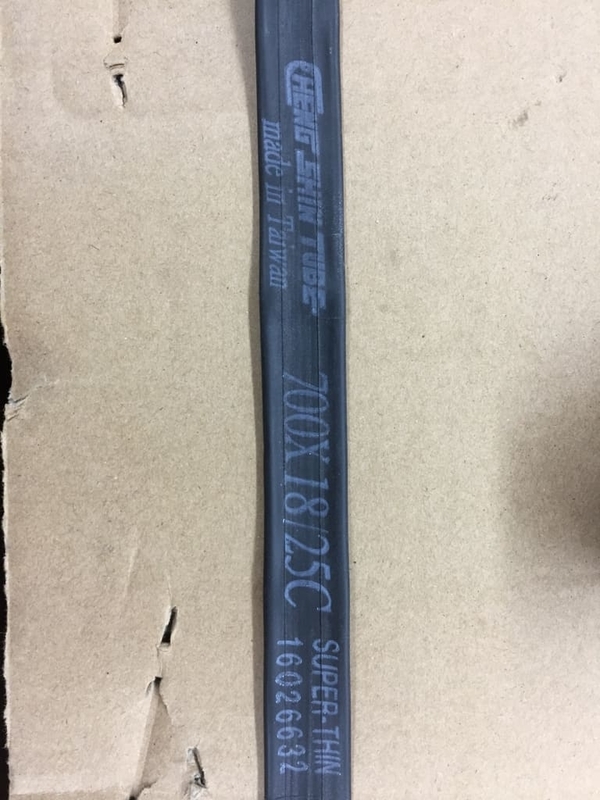 CHENG SHIN TUBE
made in Taiwan
700X18/25C
SUPER-THIN
16026632